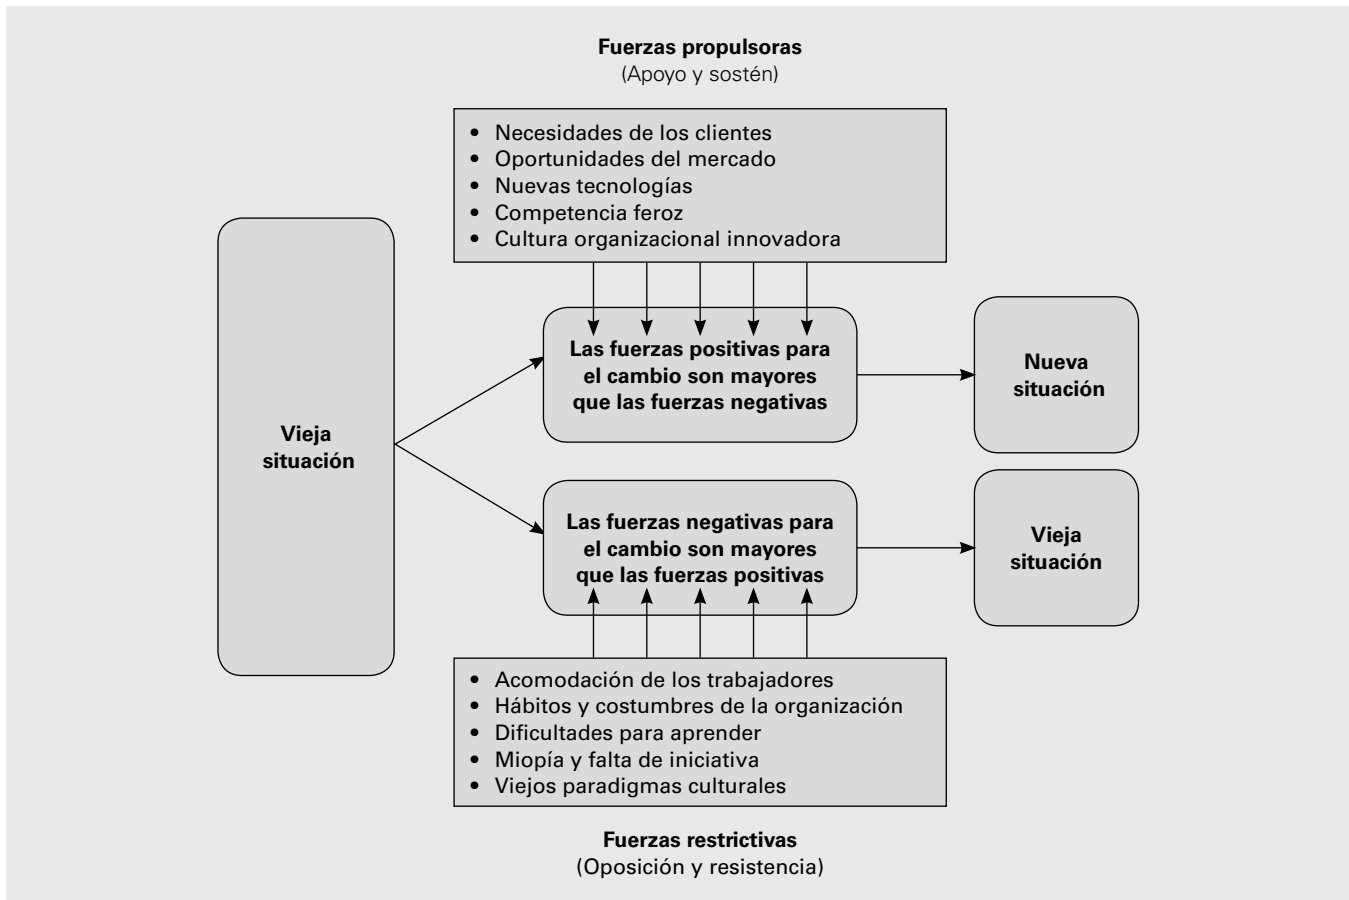 Fuerzas propulsoras
(Apoyo y sostén)
• Necesidades de los clientes
• Oportunidades del mercado
• Nuevas tecnologías
• Competencia feroz
• Cultura organizacional innovadora
Vieja
situación
Las fuerzas positivas para
el cambio son mayores
que las fuerzas negativas
Nueva
situación
Las fuerzas negativas para
el cambio son mayores
que las fuerzas positivas
Vieja
situación
• Acomodación de los trabajadores
• Hábitos y costumbres de la organización
• Dificultades para aprender
• Miopía y falta de iniciativa
• Viejos paradigmas culturales
Fuerzas restrictivas
(Oposición y resistencia)